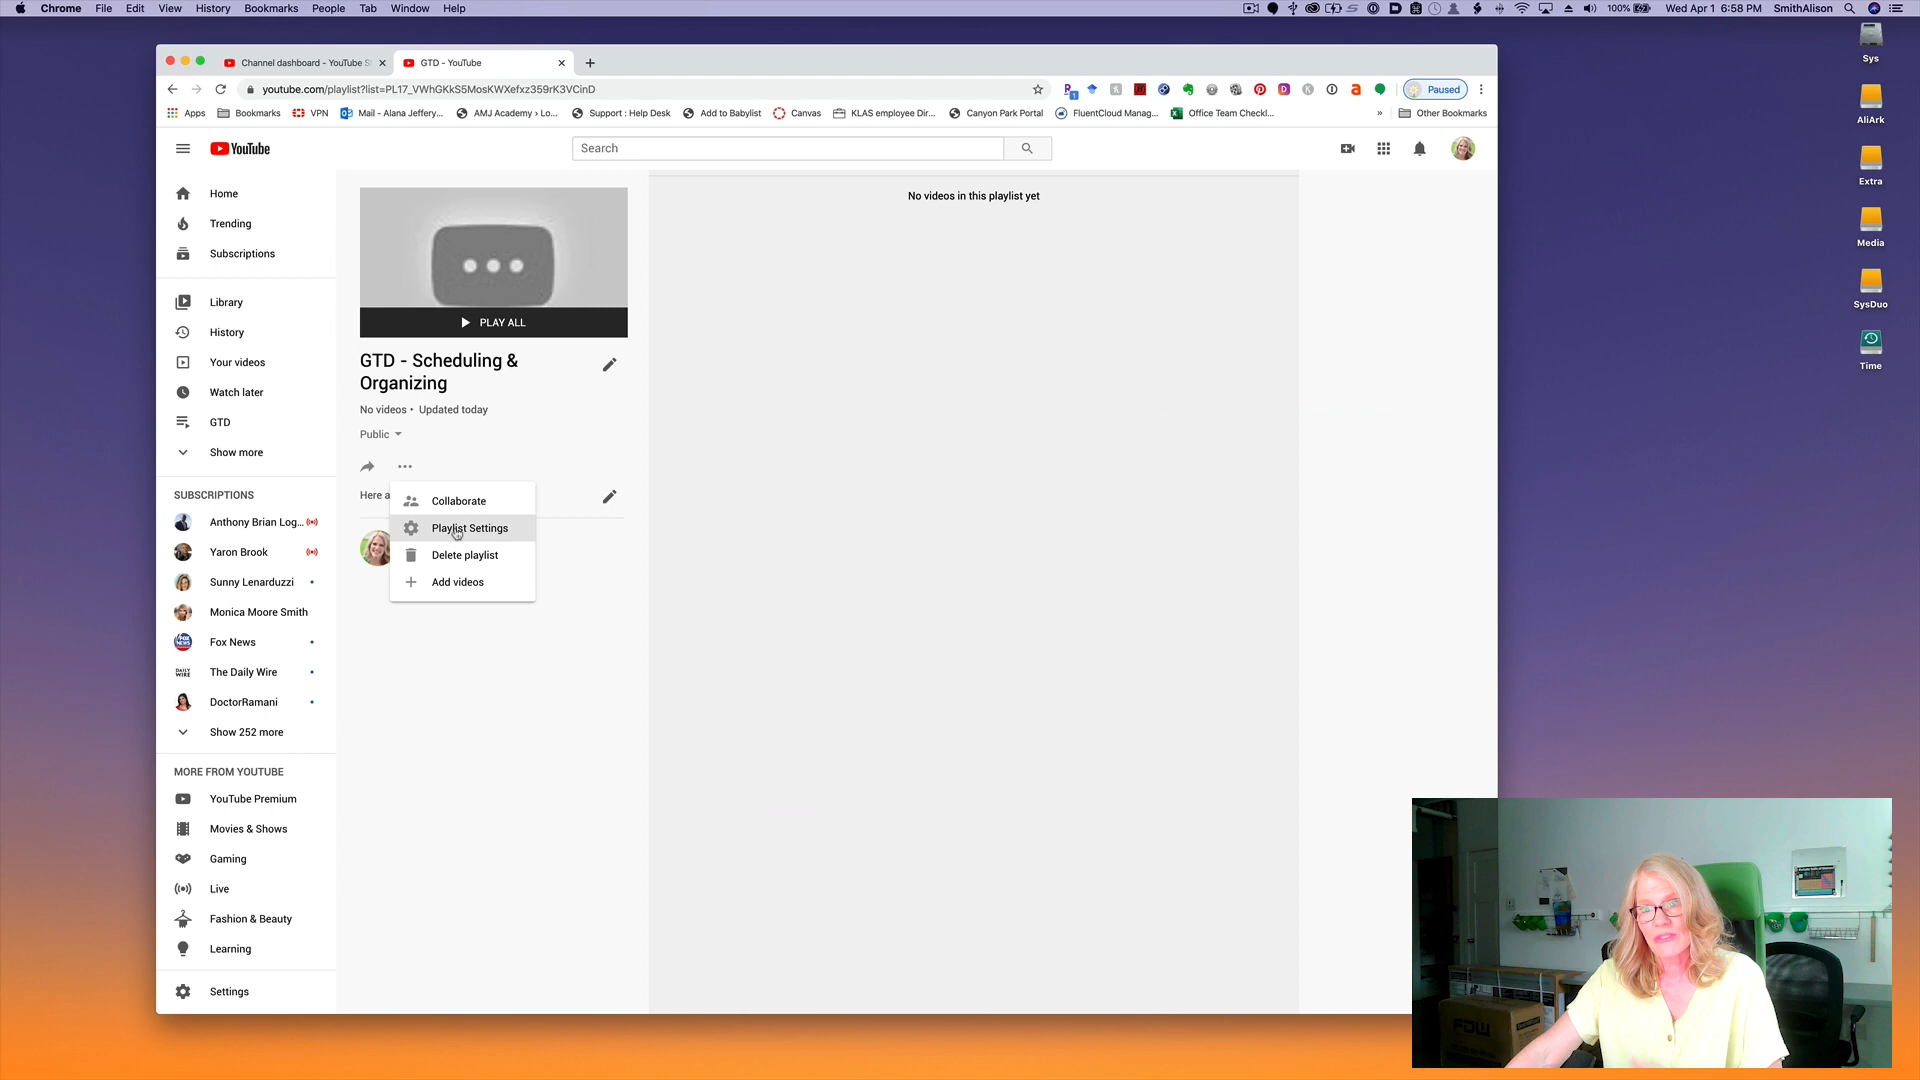 Chrome File Edit View History Bookmarks People Tab Window Help
100% Wed Apr 1 6:58 PM SmithAlison
Sys
AliArk
Extra
Media
SysDuo
Time
Channel dashboard - YouTube S
GTD - YouTube
youtube.com/playlist?list=PL17_VWhGKkS5MosKWXefxz359rK3VCinD
Paused
Apps Bookmarks VPN Mail - Alana Jeffery... AMJ Academy › Lo... Support : Help Desk Add to Babylist Canvas KLAS employee Dir... Canyon Park Portal FluentCloud Manag... Office Team Checkl... » Other Bookmarks
YouTube
Search
Home
Trending
Subscriptions
Library
History
Your videos
Watch later
GTD
Show more
SUBSCRIPTIONS
Anthony Brian Log...
Yaron Brook
Sunny Lenarduzzi
Monica Moore Smith
Fox News
The Daily Wire
DoctorRamani
Show 252 more
MORE FROM YOUTUBE
YouTube Premium
Movies & Shows
Gaming
Live
Fashion & Beauty
Learning
Settings
PLAY ALL
GTD - Scheduling &
Organizing
No videos • Updated today
Public
Here a
Collaborate
Playlist Settings
Delete playlist
Add videos
No videos in this playlist yet
FDW